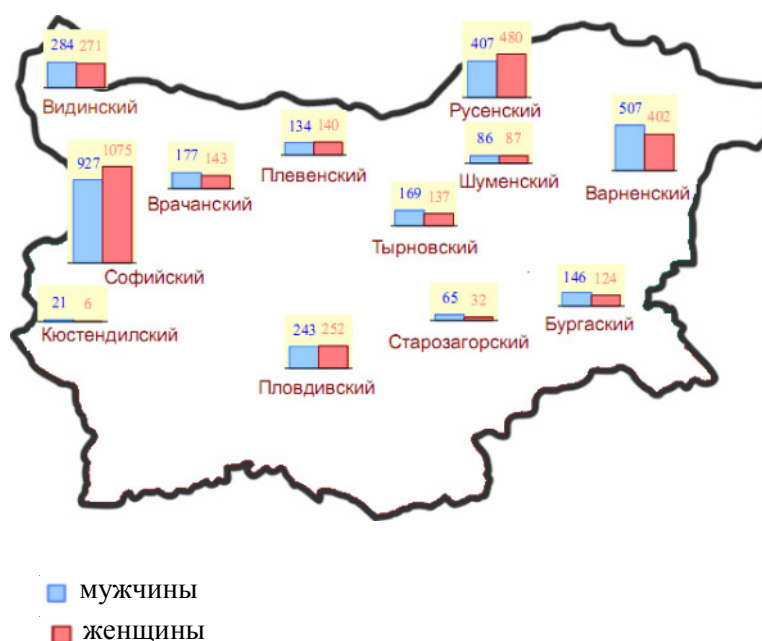 284 271
Видинский
407 480
Русенский
134 140
Плевенский
507 402
Варненский
86 87
Шуменский
927 1075
Софийский
177 143
Врачанский
169 137
Тырновский
21 6
Кюстендилский
243 252
Пловдивский
65 32
Старозагорский
146 124
Бургаский
мужчины
женщины